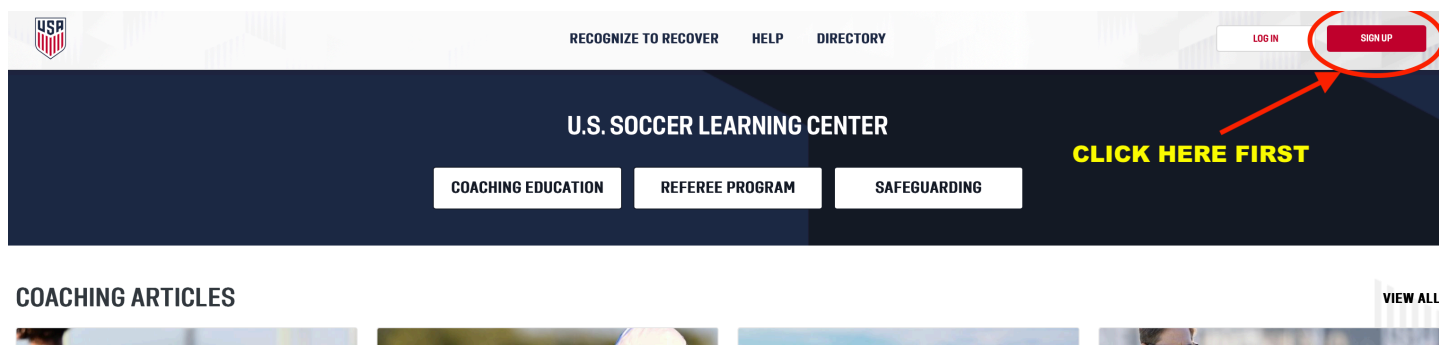 USA
RECOGNIZE TO RECOVER HELP DIRECTORY
LOG IN SIGN UP
U.S. SOCCER LEARNING CENTER
CLICK HERE FIRST
COACHING EDUCATION REFEREE PROGRAM SAFEGUARDING
COACHING ARTICLES
VIEW ALL